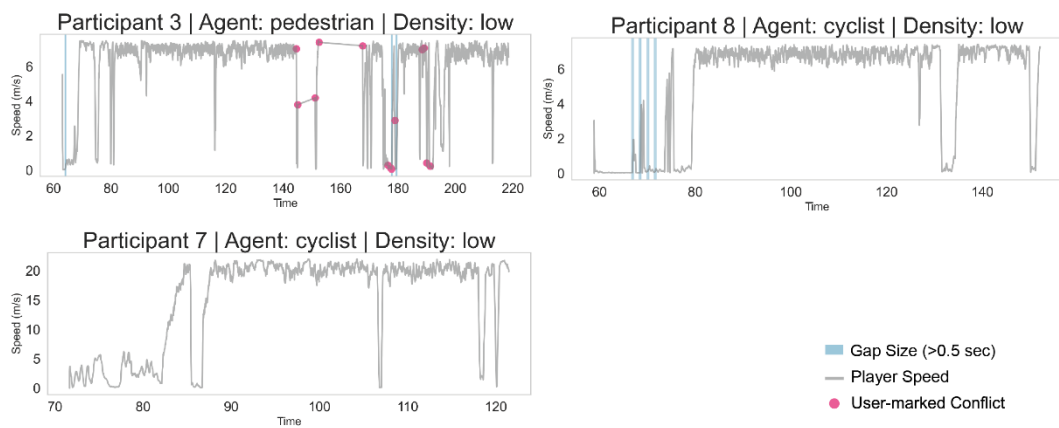 Participant 3 | Agent: pedestrian | Density: low
Speed (m/s)
6
4
2
0
60 80 100 120 140 160 180 200 220
Time
Participant 8 | Agent: cyclist | Density: low
Speed (m/s)
6
4
2
0
60 80 100 120 140
Time
Participant 7 | Agent: cyclist | Density: low
Speed (m/s)
20
15
10
5
0
70 80 90 100 110 120
Time
Gap Size (>0.5 sec)
Player Speed
User-marked Conflict